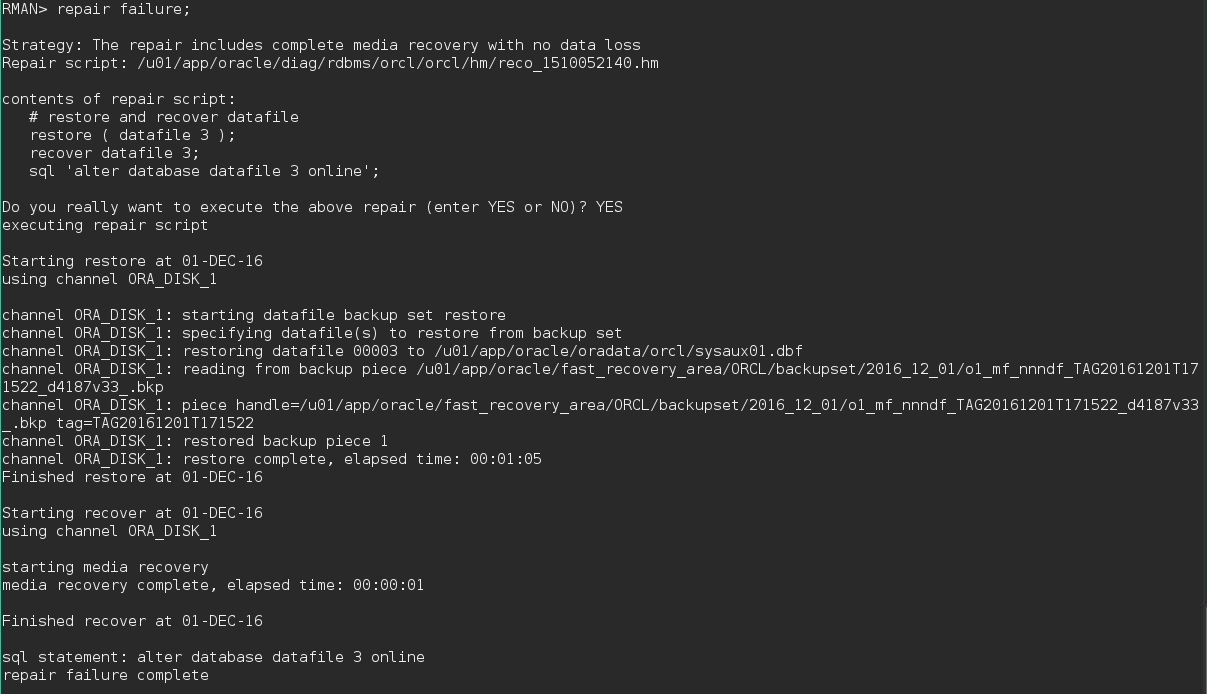 RMAN> repair failure;
Strategy: The repair includes complete media recovery with no data loss
Repair script: /u01/app/oracle/diag/rdbms/orcl/orcl/hm/reco_1510052140.hm
contents of repair script:
# restore and recover datafile
restore ( datafile 3 );
recover datafile 3;
sql 'alter database datafile 3 online';
Do you really want to execute the above repair (enter YES or NO)? YES
executing repair script
Starting restore at 01-DEC-16
using channel ORA_DISK_1
channel ORA_DISK_1: starting datafile backup set restore
channel ORA_DISK_1: specifying datafile(s) to restore from backup set
channel ORA_DISK_1: restoring datafile 00003 to /u01/app/oracle/oradata/orcl/sysaux01.dbf
channel ORA_DISK_1: reading from backup piece /u01/app/oracle/fast_recovery_area/ORCL/backupset/2016_12_01/o1_mf_nnndf_TAG20161201T17
1522_d4187v33_.bkp
channel ORA_DISK_1: piece handle=/u01/app/oracle/fast_recovery_area/ORCL/backupset/2016_12_01/o1_mf_nnndf_TAG20161201T171522_d4187v33
_.bkp tag=TAG20161201T171522
channel ORA_DISK_1: restored backup piece 1
channel ORA_DISK_1: restore complete, elapsed time: 00:01:05
Finished restore at 01-DEC-16
Starting recover at 01-DEC-16
using channel ORA_DISK_1
starting media recovery
media recovery complete, elapsed time: 00:00:01
Finished recover at 01-DEC-16
sql statement: alter database datafile 3 online
repair failure complete